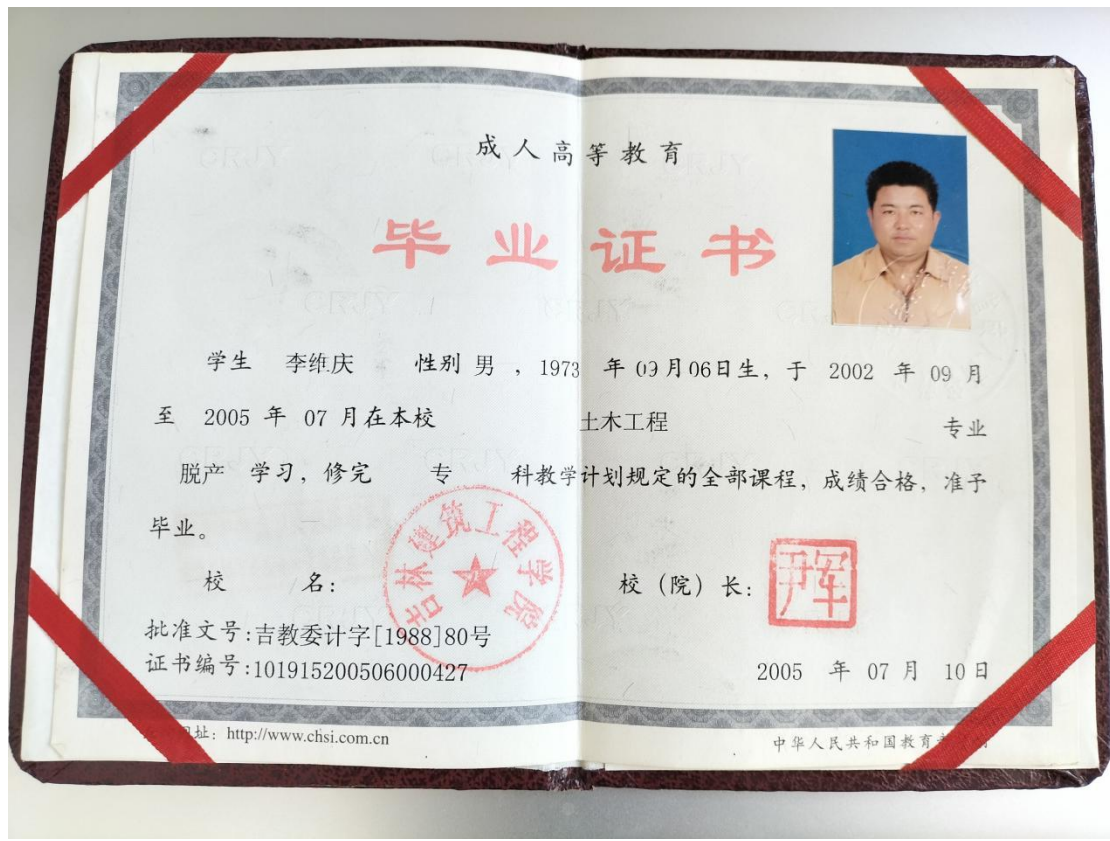 成人高等教育
毕业证书
学生 李维庆 性别 男 ，1973 年 09月06日生，于 2002 年 09 月
至 2005 年 07 月在本校 土木工程 专业
脱产 学习，修完 专 科教学计划规定的全部课程，成绩合格，准予
毕业。
校 名：
吉林建筑工程学院
校（院）长：
批准文号:吉教委计字[1988]80号
证书编号:101915200506000427
2005 年 07 月 10 日
网址：http://www.chsi.com.cn
中华人民共和国教育